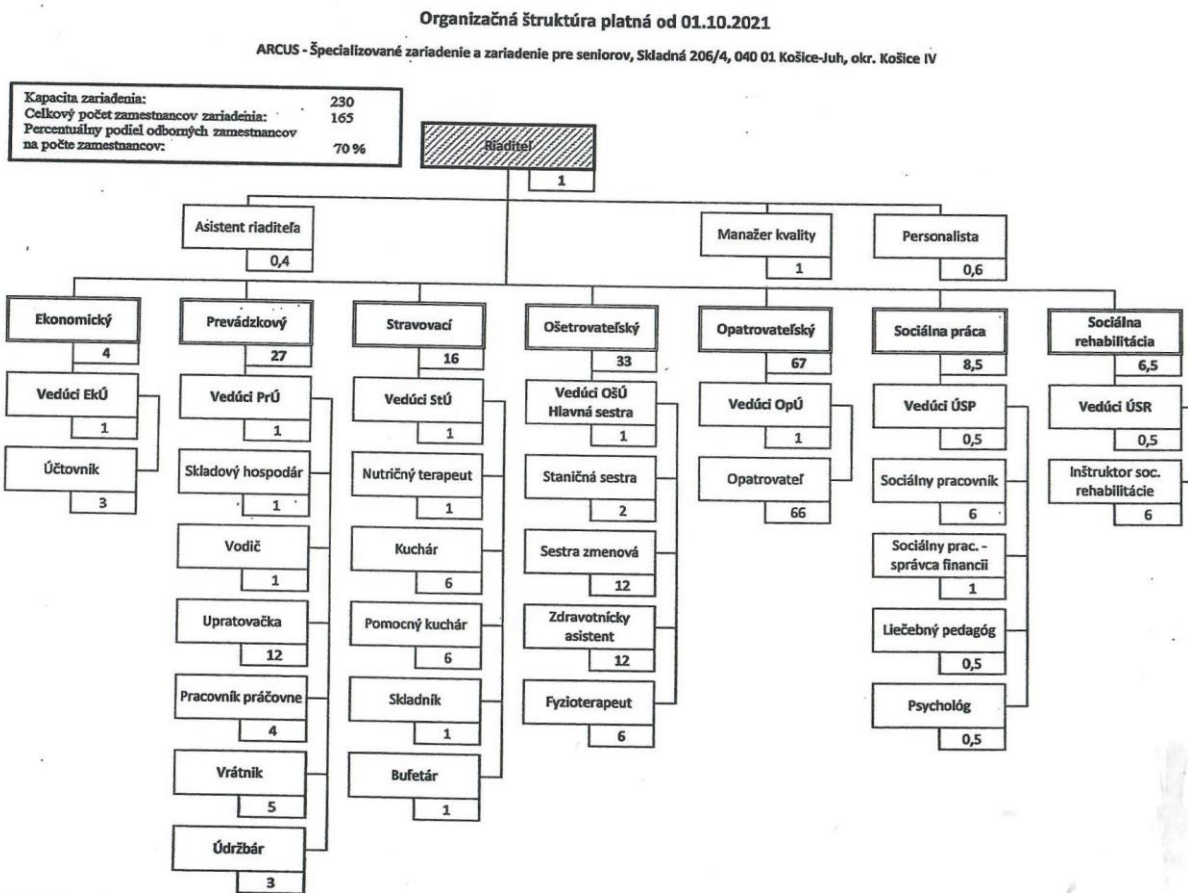 Organizačná štruktúra platná od 01.10.2021
ARCUS - Špecializované zariadenie a zariadenie pre seniorov, Skladná 206/4, 040 01 Košice-Juh, okr. Košice IV
Kapacita zariadenia: 230
Celkový počet zamestnancov zariadenia: 165
Percentuálny podiel odborných zamestnancov
na počte zamestnancov: 70 %
Riaditeľ
1
Asistent riaditeľa
0,4
Manažer kvality
1
Personalista
0,6
Ekonomický
4
Vedúci EkÚ
1
Účtovník
3
Prevádzkový
27
Vedúci PrÚ
1
Skladový hospodár
1
Vodič
1
Upratovačka
12
Pracovník práčovne
4
Vrátnik
5
Údržbár
3
Stravovací
16
Vedúci StÚ
1
Nutričný terapeut
1
Kuchár
6
Pomocný kuchár
6
Skladník
1
Bufetár
1
Ošetrovateľský
33
Vedúci OšÚ
Hlavná sestra
1
Staničná sestra
2
Sestra zmenová
12
Zdravotnícky
asistent
12
Fyzioterapeut
6
Opatrovateľský
67
Vedúci OpÚ
1
Opatrovateľ
66
Sociálna práca
8,5
Vedúci ÚSP
0,5
Sociálny pracovník
6
Sociálny prac. -
správca financii
1
Liečebný pedagóg
0,5
Psychológ
0,5
Sociálna
rehabilitácia
6,5
Vedúci ÚSR
0,5
Inštruktor soc.
rehabilitácie
6